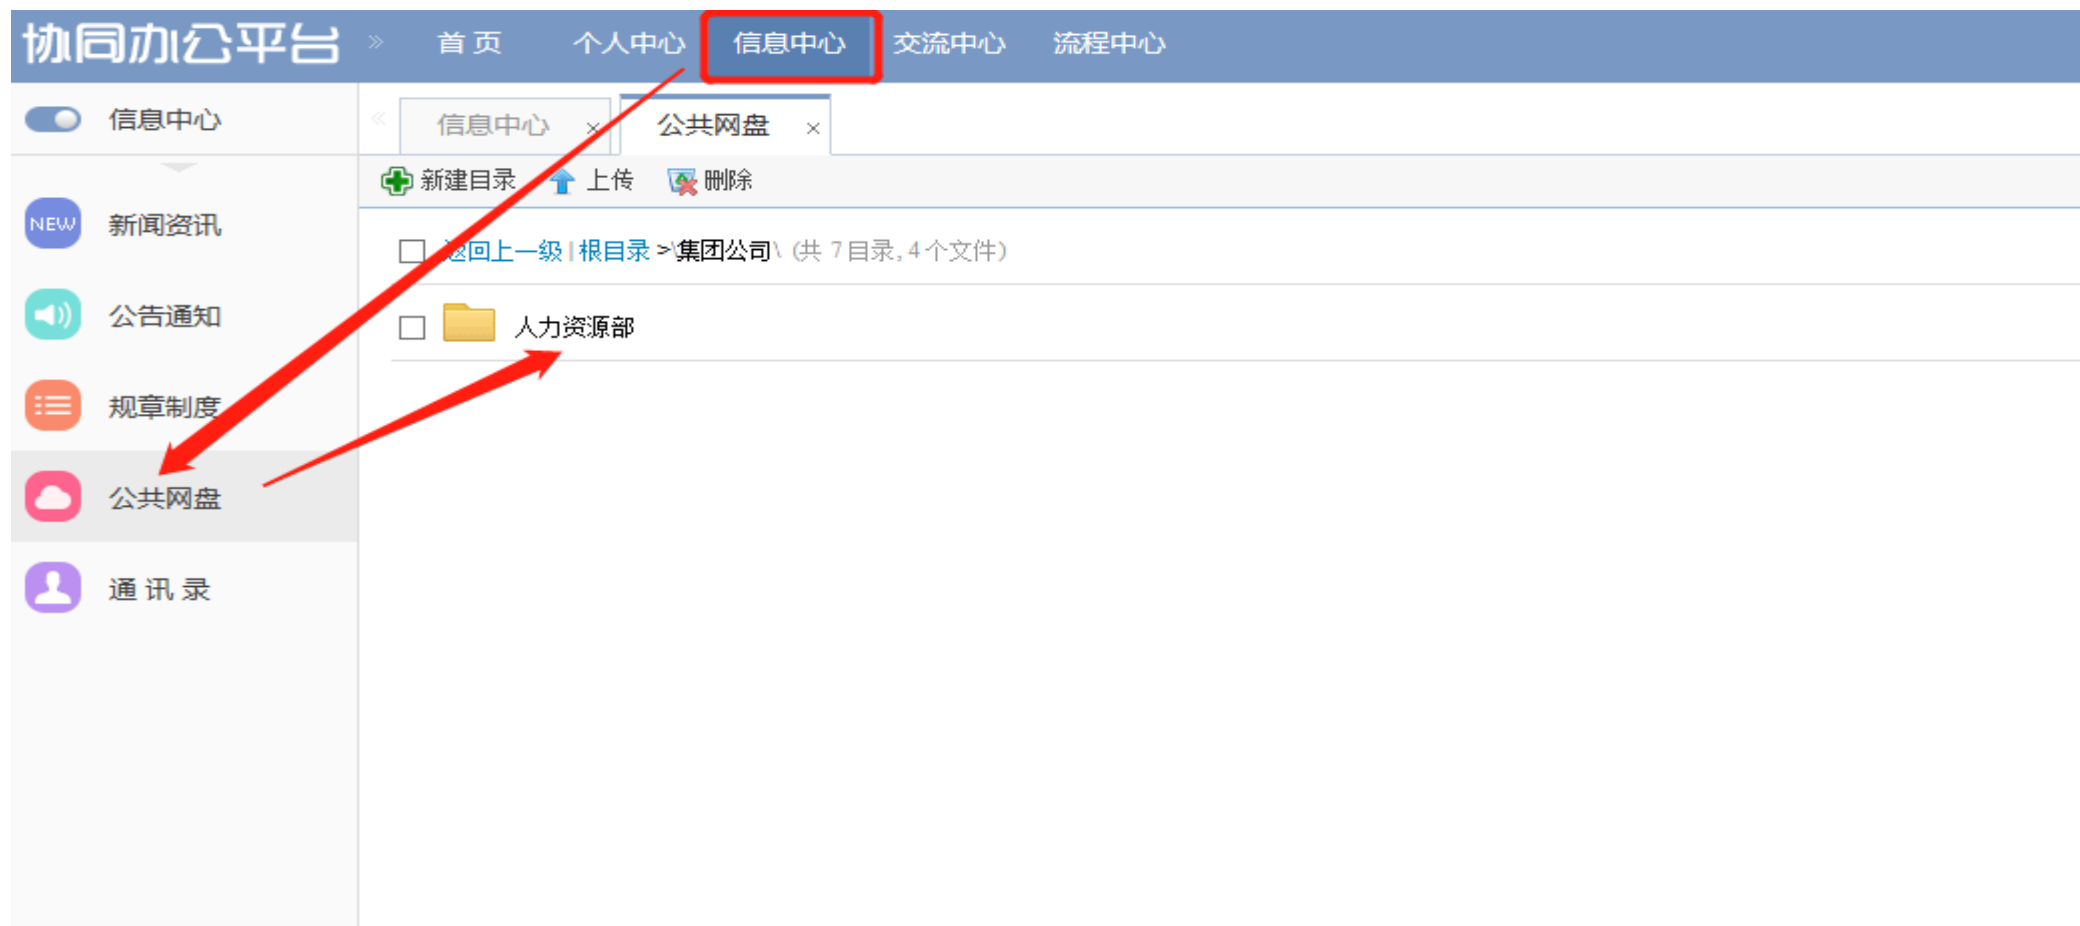 协同办公平台 » 首 页 个人中心 信息中心 交流中心 流程中心
信息中心
« 信息中心 × 公共网盘 ×
新建目录 上传 删除
NEW 新闻资讯
返回上一级 | 根目录 >\集团公司\ (共 7目录, 4个文件)
公告通知
人力资源部
规章制度
公共网盘
通 讯 录